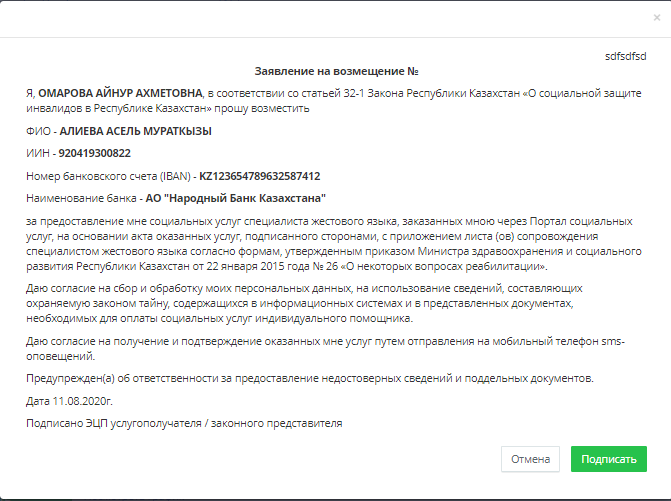 ×
sdfsdfsd
Заявление на возмещение №
Я, ОМАРОВА АЙНУР АХМЕТОВНА, в соответствии со статьей 32-1 Закона Республики Казахстан «О социальной защите
инвалидов в Республике Казахстан» прошу возместить
ФИО - АЛИЕВА АСЕЛЬ МУРАТКЫЗЫ
ИИН - 920419300822
Номер банковского счета (IBAN) - KZ123654789632587412
Наименование банка - АО "Народный Банк Казахстана"
за предоставление мне социальных услуг специалиста жестового языка, заказанных мною через Портал социальных
услуг, на основании акта оказанных услуг, подписанного сторонами, с приложением листа (ов) сопровождения
специалистом жестового языка согласно формам, утвержденным приказом Министра здравоохранения и социального
развития Республики Казахстан от 22 января 2015 года № 26 «О некоторых вопросах реабилитации».
Даю согласие на сбор и обработку моих персональных данных, на использование сведений, составляющих
охраняемую законом тайну, содержащихся в информационных системах и в представленных документах,
необходимых для оплаты социальных услуг индивидуального помощника.
Даю согласие на получение и подтверждение оказанных мне услуг путем отправления на мобильный телефон sms-
оповещений.
Предупрежден(а) об ответственности за предоставление недостоверных сведений и поддельных документов.
Дата 11.08.2020г.
Подписано ЭЦП услугополучателя / законного представителя
Отмена
Подписать